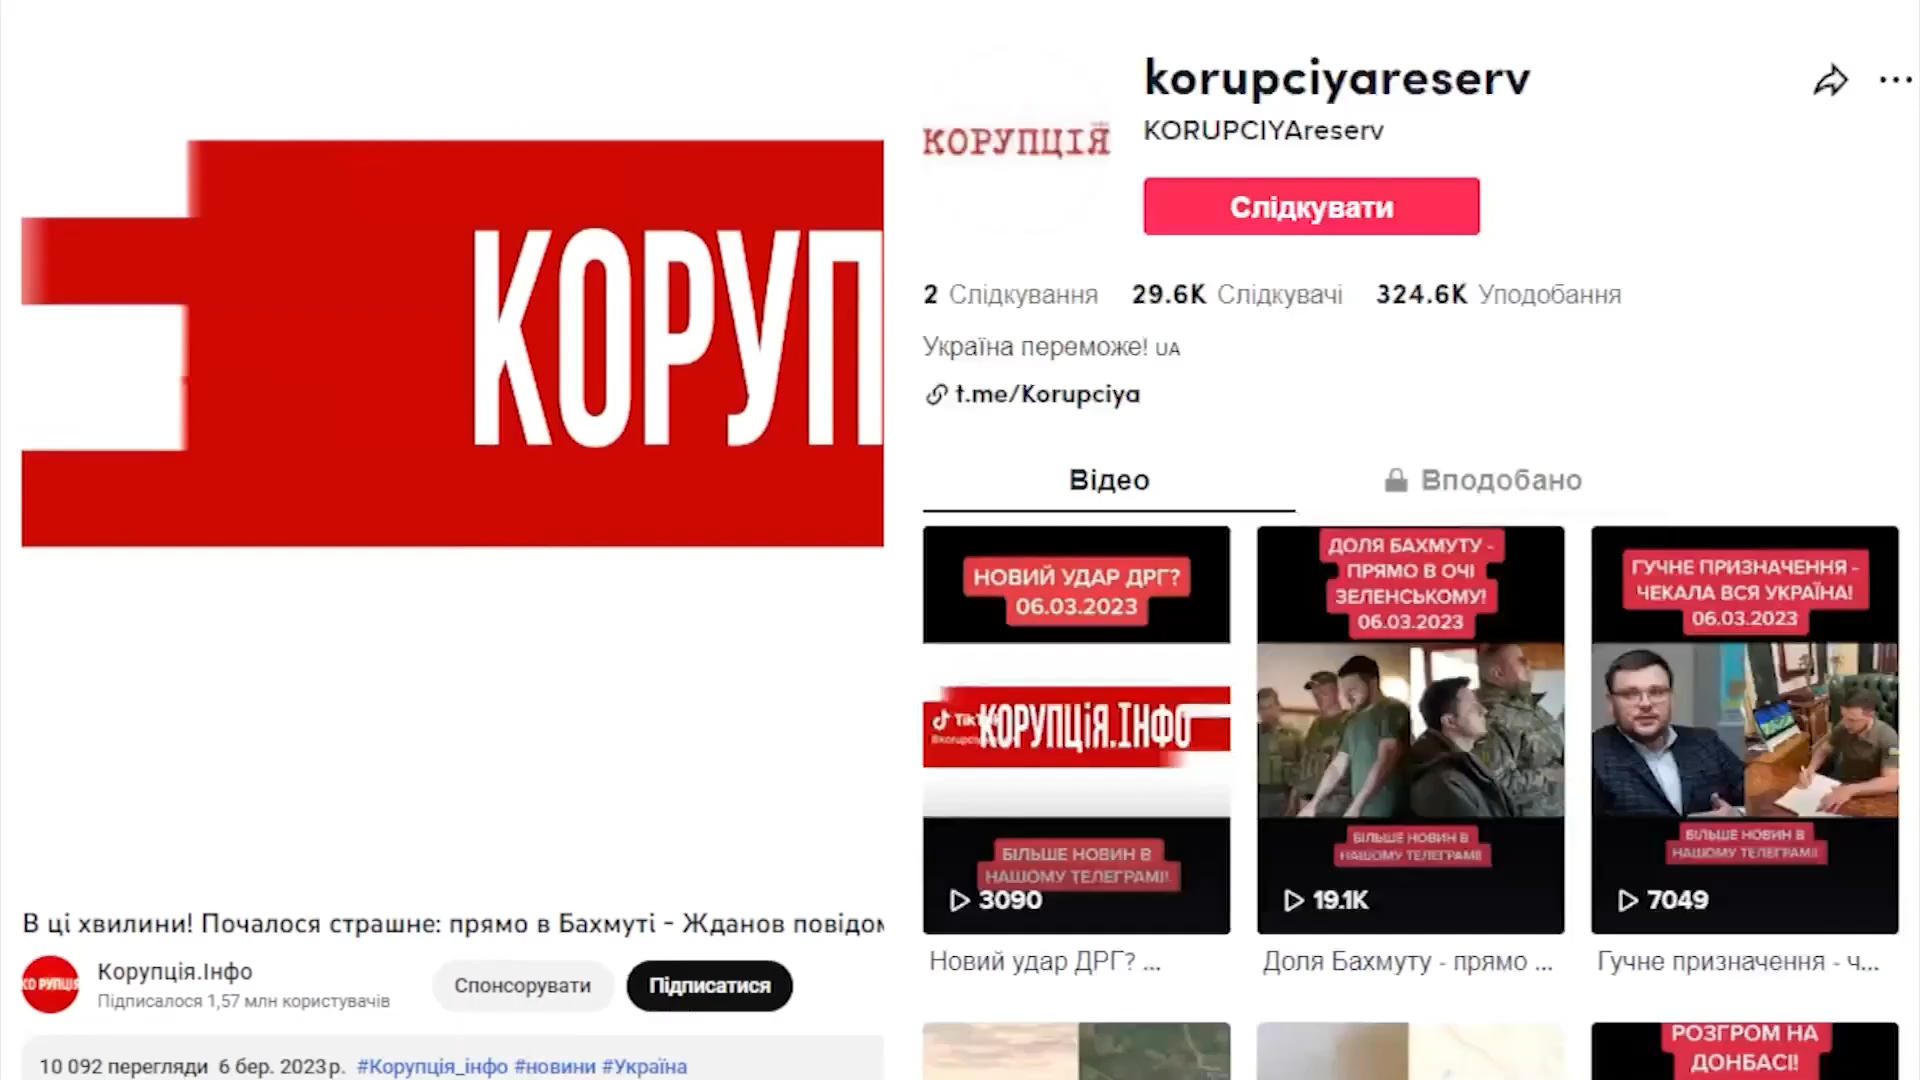 КОРУП
В ці хвилини! Почалося страшне: прямо в Бахмуті - Жданов повідом
КОРУПЦІЯ
Корупція.Інфо
Підписалося 1,57 млн користувачів
Спонсорувати
Підписатися
10 092 перегляди 6 бер. 2023 р. #Корупція_інфо #новини #Україна
КОРУПЦІЯ
korupciyareserv
KORUPCIYAreserv
Слідкувати
2 Слідкування 29.6K Слідкувачі 324.6K Уподобання
Україна переможе! UA
t.me/Korupciya
Відео
Вподобано
НОВИЙ УДАР ДРГ?
06.03.2023
КОРУПЦіЯ.ІНФО
БІЛЬШЕ НОВИН В
НАШОМУ ТЕЛЕГРАМІ!
3090
Новий удар ДРГ? ...
ДОЛЯ БАХМУТУ -
ПРЯМО В ОЧІ
ЗЕЛЕНСЬКОМУ!
06.03.2023
БІЛЬШЕ НОВИН В
НАШОМУ ТЕЛЕГРАМІ!
19.1K
Доля Бахмуту - прямо ...
ГУЧНЕ ПРИЗНАЧЕННЯ -
ЧЕКАЛА ВСЯ УКРАЇНА!
06.03.2023
БІЛЬШЕ НОВИН В
НАШОМУ ТЕЛЕГРАМІ!
7049
Гучне призначення - ч...
РОЗГРОМ НА
ДОНБАСІ!